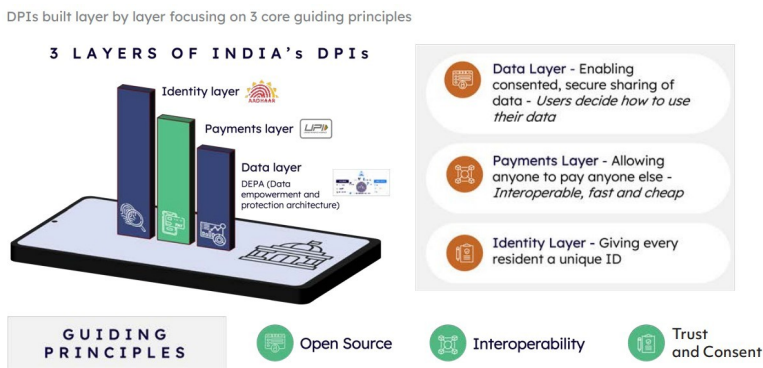 DPIs built layer by layer focusing on 3 core guiding principles
3 LAYERS OF INDIA's DPIs
Identity layer
AADHAAR
Payments layer
UPI
Data layer
DEPA (Data
empowerment and
protection architecture)
Data Layer - Enabling
consented, secure sharing of
data - Users decide how to use
their data
Payments Layer - Allowing
anyone to pay anyone else -
Interoperable, fast and cheap
Identity Layer - Giving every
resident a unique ID
GUIDING
PRINCIPLES
Open Source
Interoperability
Trust
and Consent